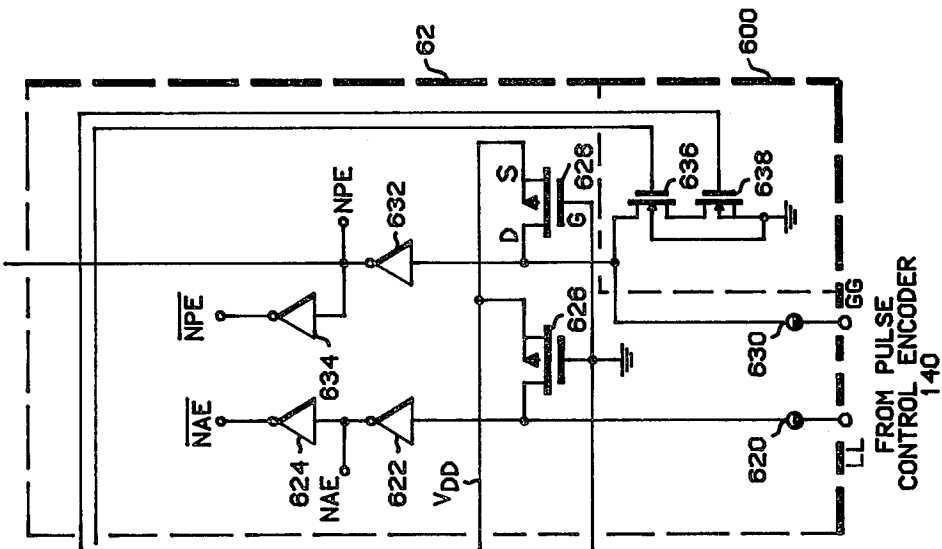 62
600
NPE
NPE
632
634
NAE
624
NAE
622
VDD
S
D
G
628
626
636
638
630
620
GG
LL
FROM PULSE
CONTROL ENCODER
140